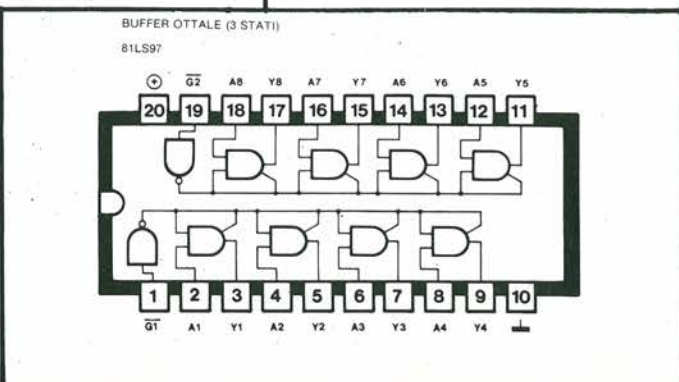 BUFFER OTTALE (3 STATI)
81LS97
⊕ G̅2̅ A8 Y8 A7 Y7 A6 Y6 A5 Y5
20 19 18 17 16 15 14 13 12 11
1 2 3 4 5 6 7 8 9 10
G̅1̅ A1 Y1 A2 Y2 A3 Y3 A4 Y4